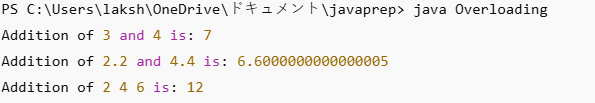 PS C:\Users\laksh\OneDrive\ドキュメント\javaprep> java Overloading
Addition of 3 and 4 is: 7
Addition of 2.2 and 4.4 is: 6.6000000000000005
Addition of 2 4 6 is: 12